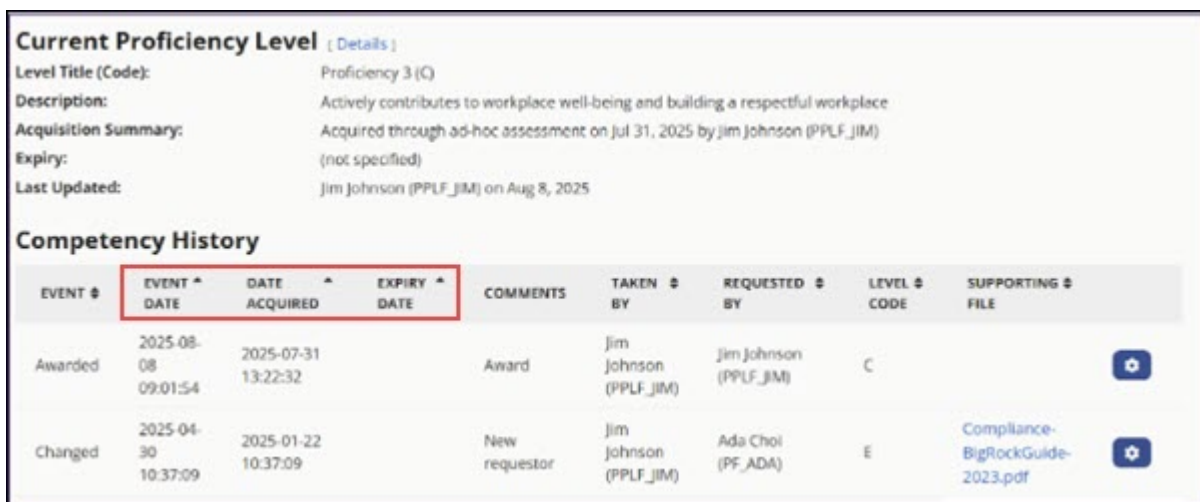 Current Proficiency Level [ Details ]
Level Title (Code): Proficiency 3 (C)
Description: Actively contributes to workplace well-being and building a respectful workplace
Acquisition Summary: Acquired through ad-hoc assessment on Jul 31, 2025 by Jim Johnson (PPLF_JIM)
Expiry: (not specified)
Last Updated: Jim Johnson (PPLF_JIM) on Aug 8, 2025
Competency History
EVENT EVENT DATE DATE ACQUIRED EXPIRY DATE COMMENTS TAKEN BY REQUESTED BY LEVEL CODE SUPPORTING FILE
Awarded 2025-08-08 09:01:54 2025-07-31 13:22:32 Award Jim Johnson (PPLF_JIM) Jim Johnson (PPLF_JIM) C
Changed 2025-04-30 10:37:09 2025-01-22 10:37:09 New requestor Jim Johnson (PPLF_JIM) Ada Choi (PF_ADA) E Compliance-BigRockGuide-2023.pdf